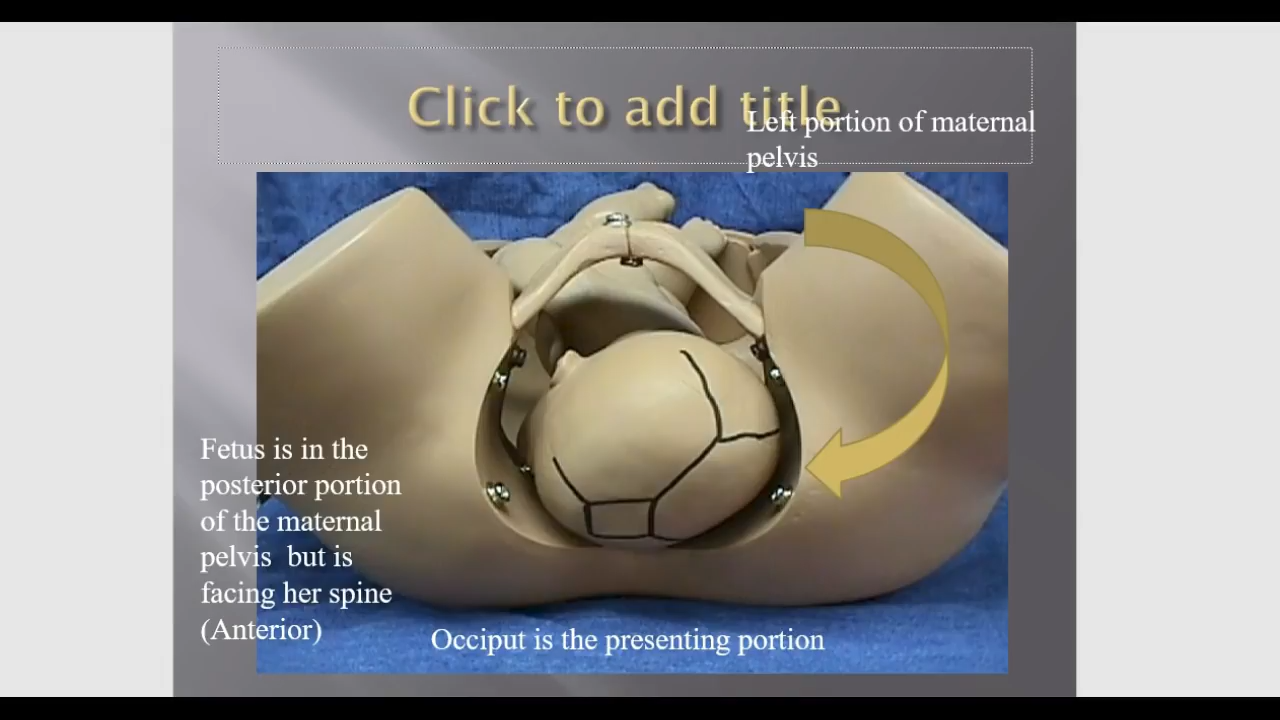 Click to add title
Left portion of maternal
pelvis
Fetus is in the
posterior portion
of the maternal
pelvis but is
facing her spine
(Anterior)
Occiput is the presenting portion